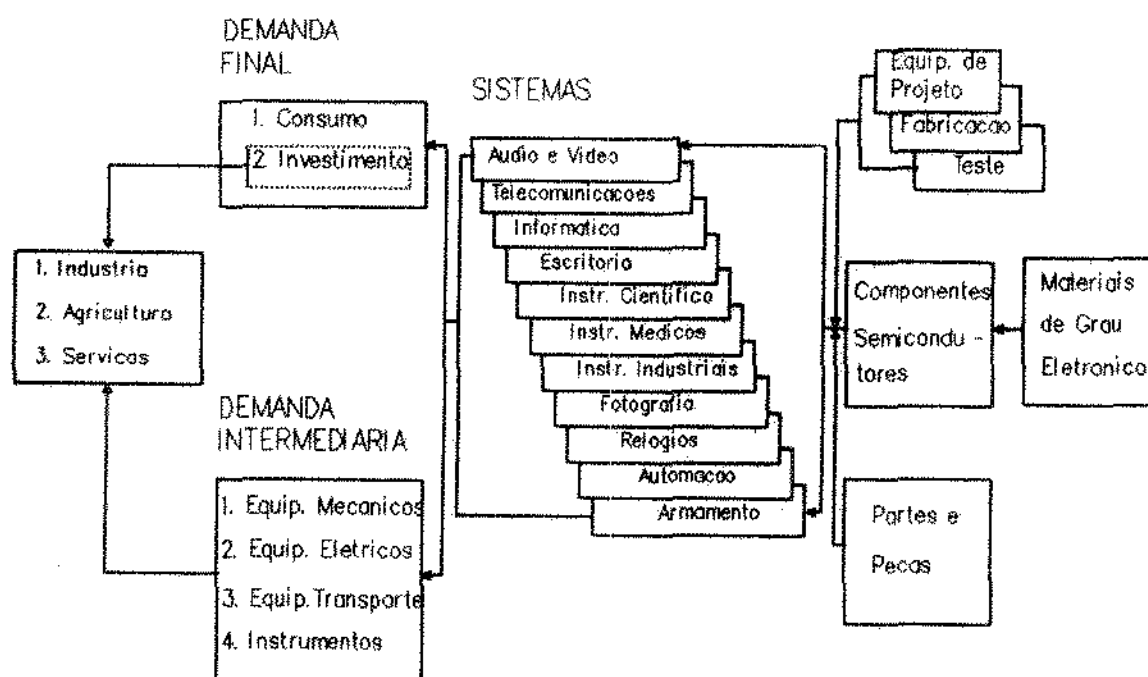 DEMANDA
FINAL
1. Consumo
2. Investimento
1. Industria
2. Agricultura
3. Servicos
DEMANDA
INTERMEDIARIA
1. Equip. Mecanicos
2. Equip. Eletricos
3. Equip. Transporte
4. Instrumentos
SISTEMAS
Audio e Video
Telecomunicacoes
Informatica
Escritorio
Instr. Cientifica
Instr. Medicos
Instr. Industriais
Fotografia
Relogios
Automacao
Armamento
Equip. de
Projeto
Fabricacao
Teste
Componentes
Semicondu -
tores
Materiais
de Grau
Eletronico
Partes e
Pecas